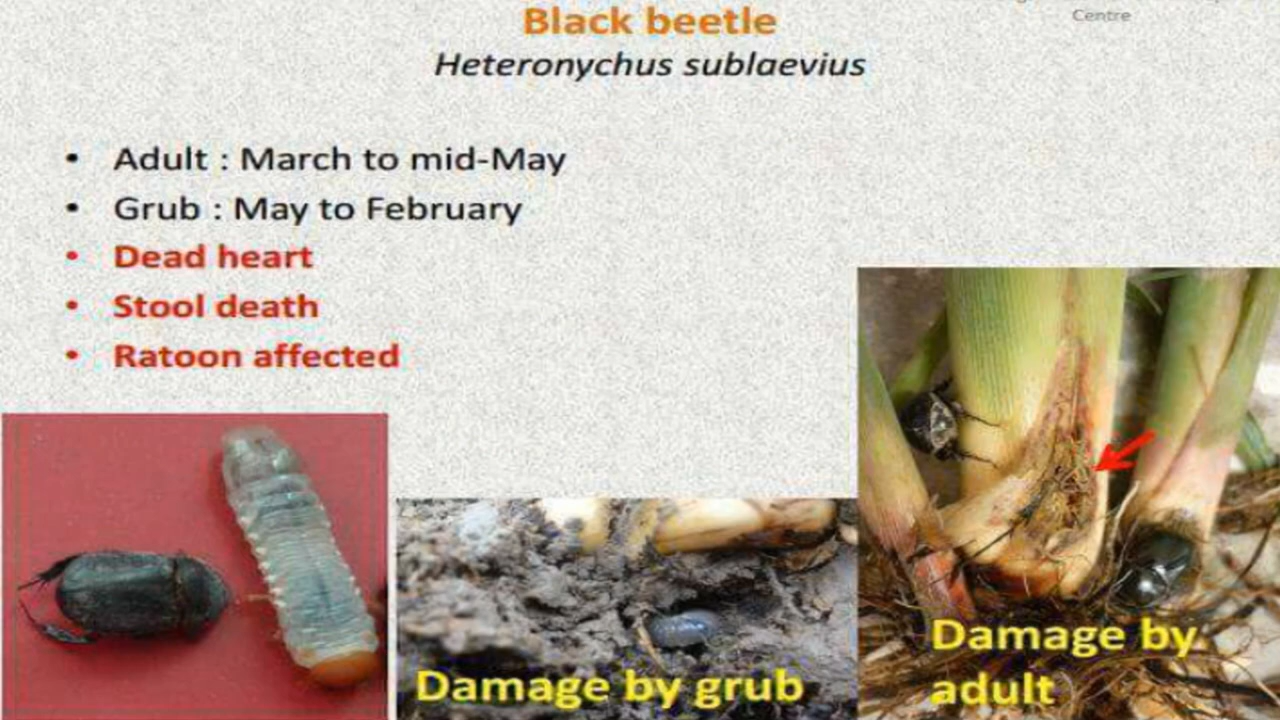 Centre
Black beetle
Heteronychus sublaevius
• Adult : March to mid-May
• Grub : May to February
• Dead heart
• Stool death
• Ratoon affected
Damage by grub
Damage by
adult